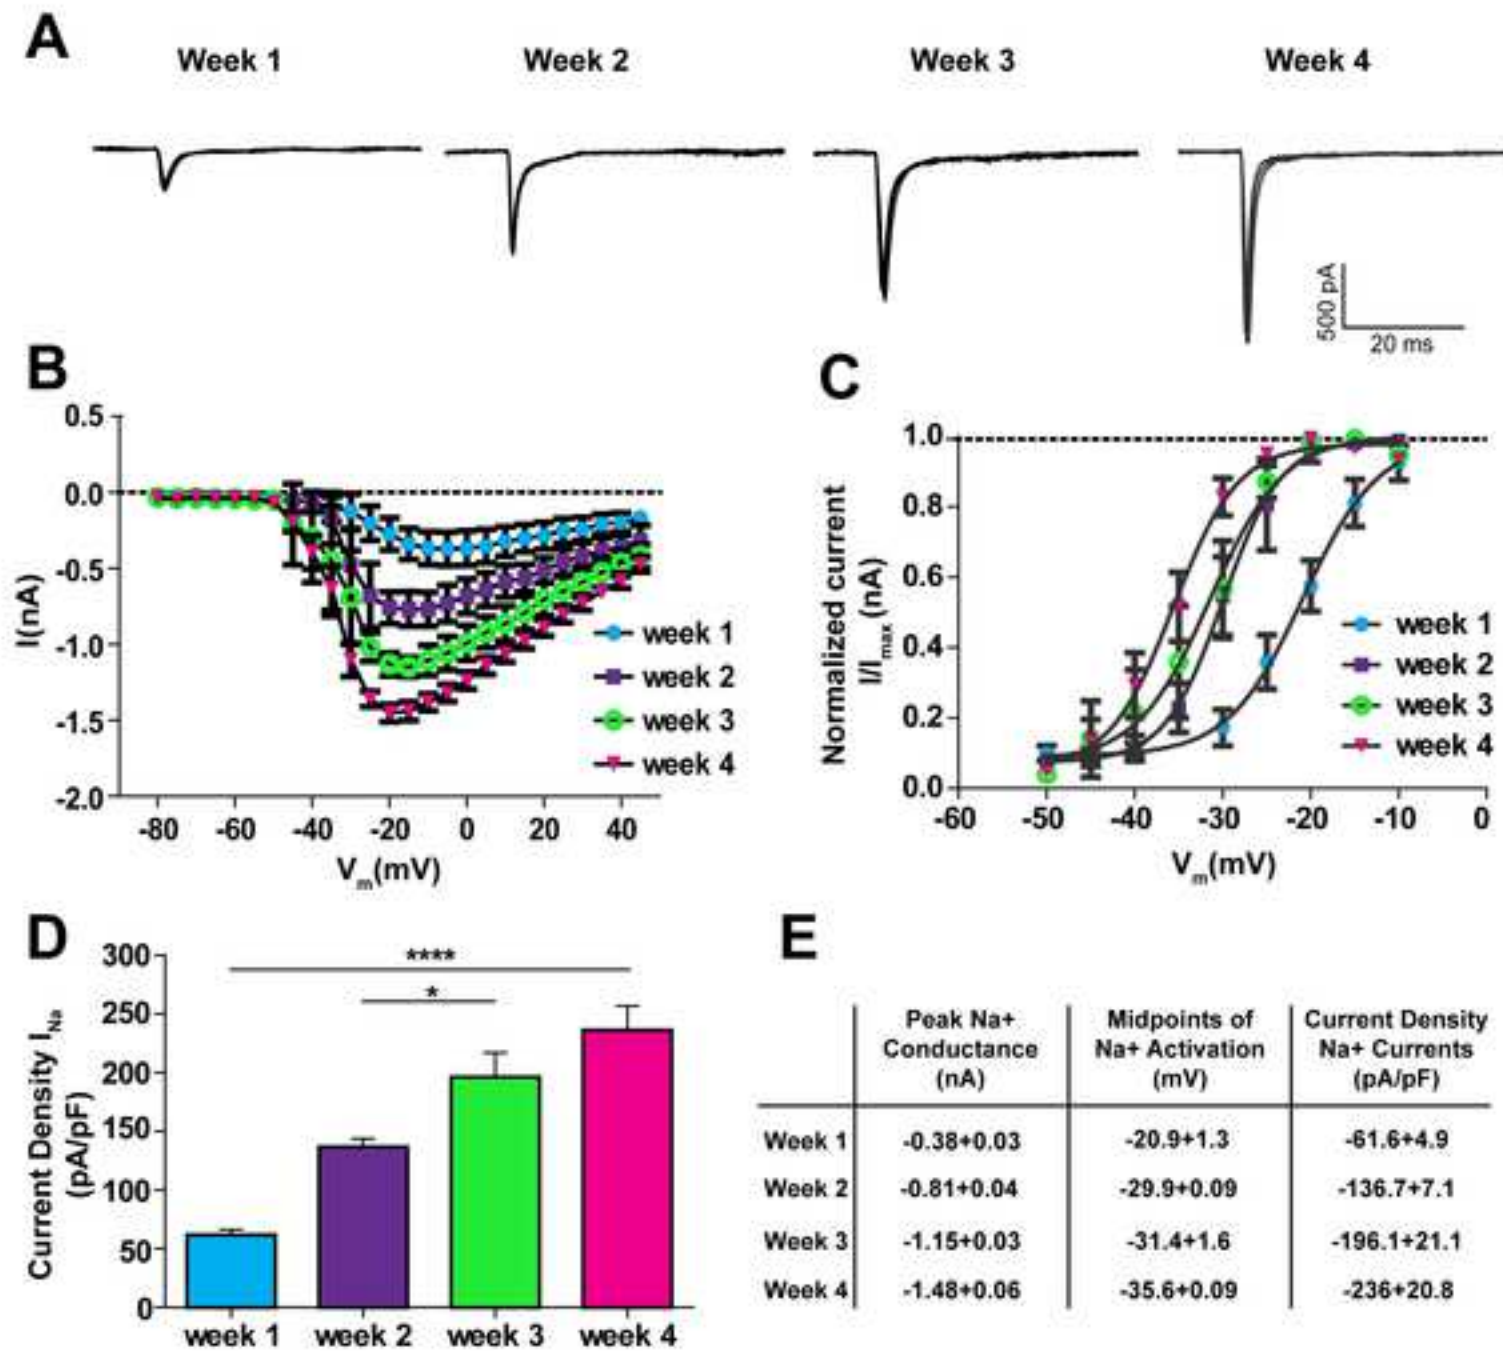 A
Week 1 Week 2 Week 3 Week 4
500 pA
20 ms
B
0.5
0.0
-0.5
-1.0
-1.5
-2.0
I(nA)
-80 -60 -40 -20 0 20 40
Vm(mV)
week 1
week 2
week 3
week 4
C
1.0
0.8
0.6
0.4
0.2
0.0
Normalized current
I/Imax (nA)
-60 -50 -40 -30 -20 -10 0
Vm(mV)
week 1
week 2
week 3
week 4
D
300
250
200
150
100
50
0
Current Density INa
(pA/pF)
****
*
week 1 week 2 week 3 week 4
E
Peak Na+ Midpoints of Current Density
Conductance Na+ Activation Na+ Currents
(nA) (mV) (pA/pF)
Week 1 -0.38+0.03 -20.9+1.3 -61.6+4.9
Week 2 -0.81+0.04 -29.9+0.09 -136.7+7.1
Week 3 -1.15+0.03 -31.4+1.6 -196.1+21.1
Week 4 -1.48+0.06 -35.6+0.09 -236+20.8